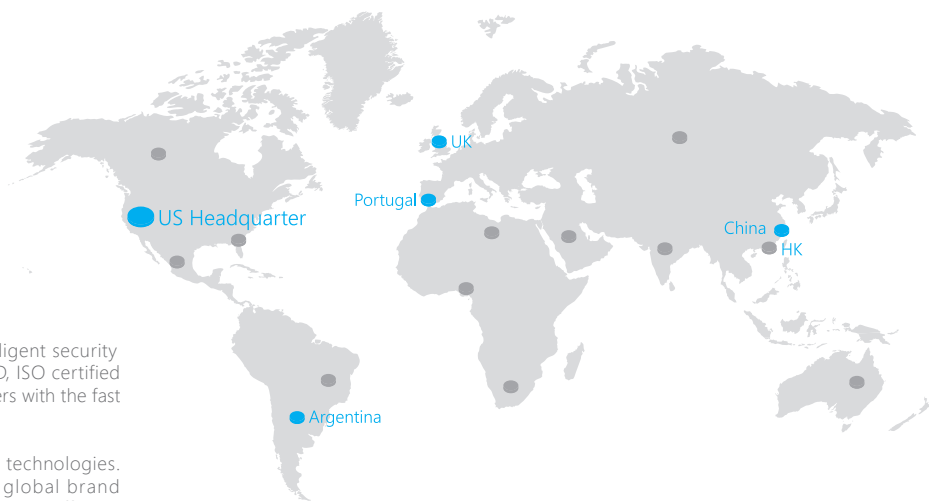 UK
Portugal
US Headquarter
China
HK
Argentina
ligent security
, ISO certified
ers with the fast
technologies.
global brand